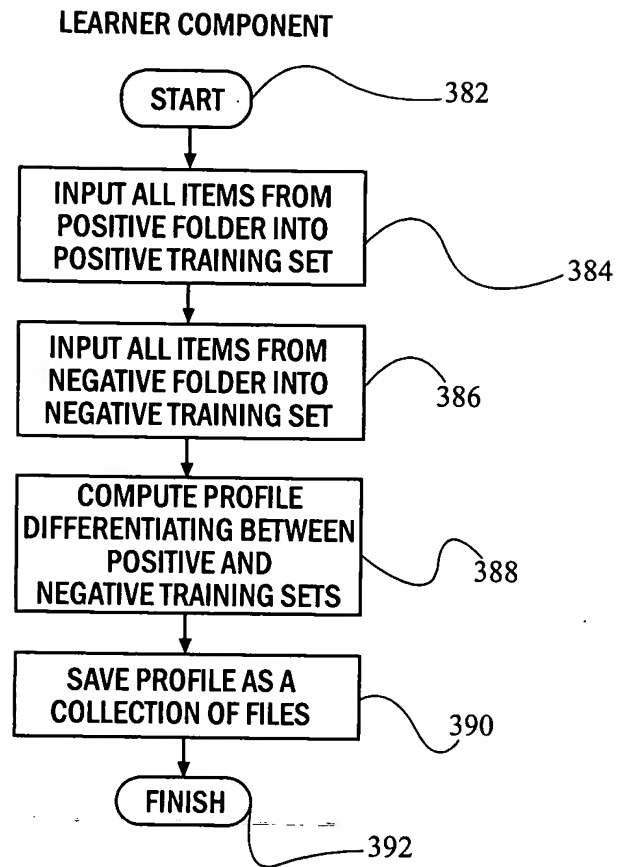 LEARNER COMPONENT
START
382
INPUT ALL ITEMS FROM
POSITIVE FOLDER INTO
POSITIVE TRAINING SET
384
INPUT ALL ITEMS FROM
NEGATIVE FOLDER INTO
NEGATIVE TRAINING SET
386
COMPUTE PROFILE
DIFFERENTIATING BETWEEN
POSITIVE AND
NEGATIVE TRAINING SETS
388
SAVE PROFILE AS A
COLLECTION OF FILES
390
FINISH
392